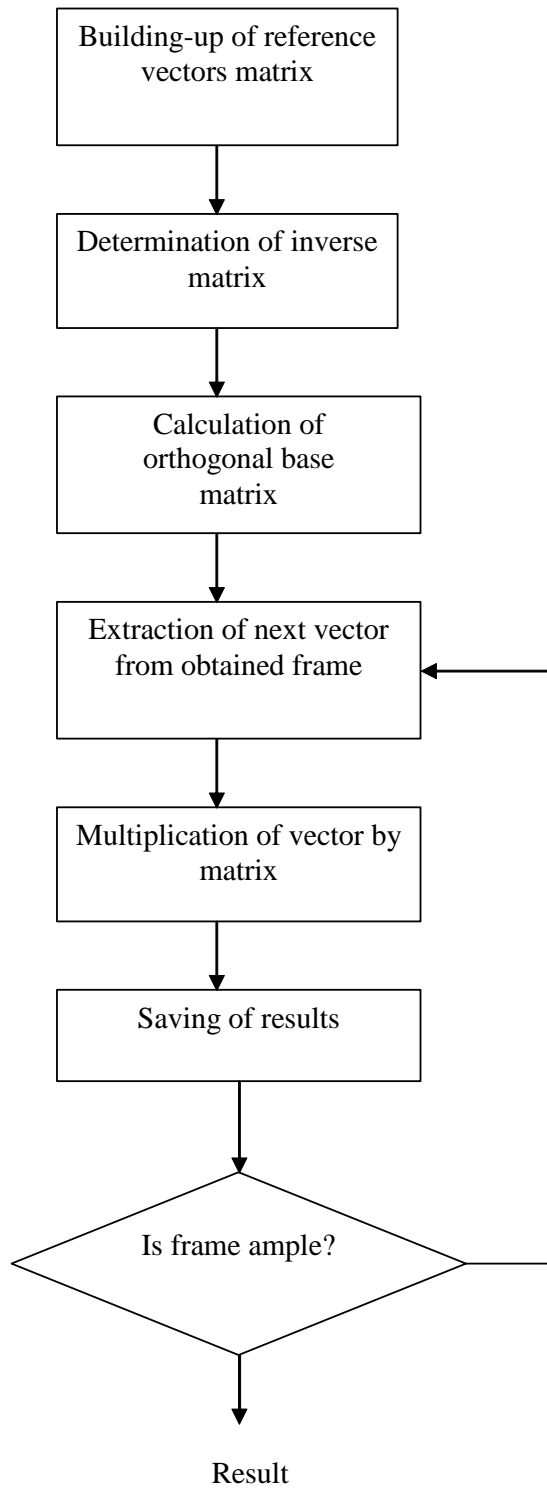 Building-up of reference
vectors matrix
Determination of inverse
matrix
Calculation of
orthogonal base
matrix
Extraction of next vector
from obtained frame
Multiplication of vector by
matrix
Saving of results
Is frame ample?
Result